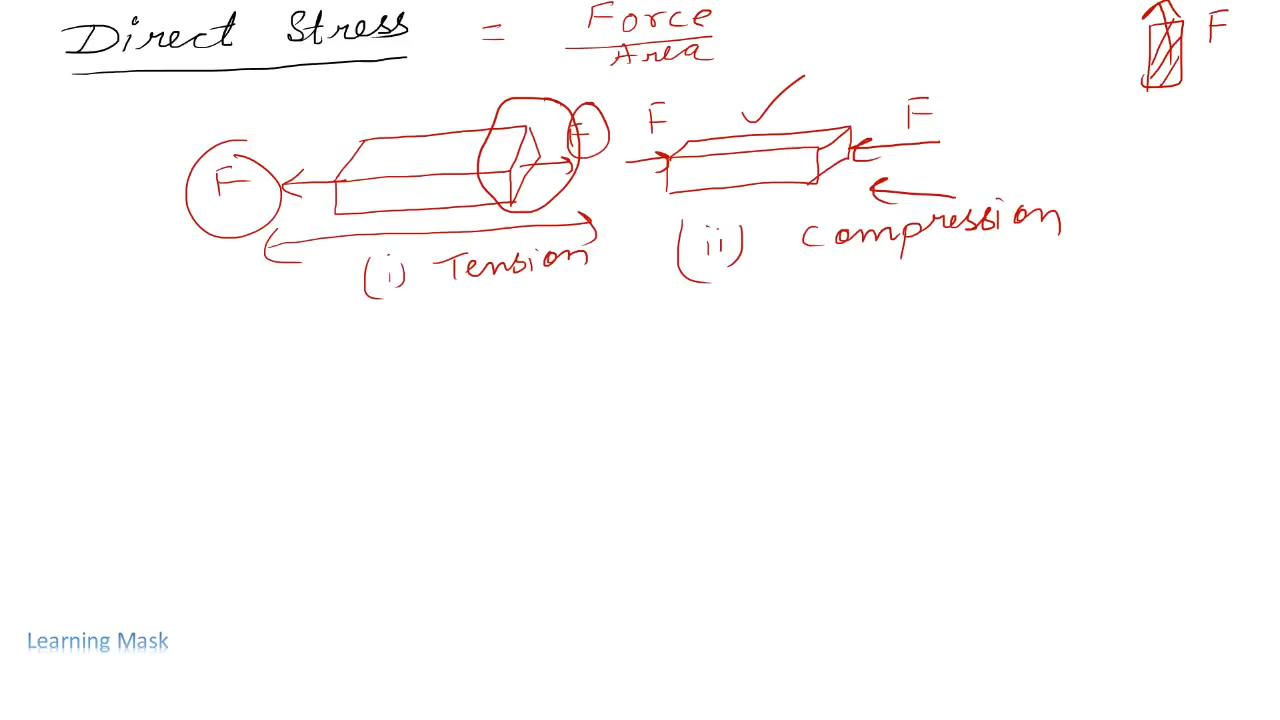 Direct Stress = Force / Area
F
F F F F
(i) Tension (ii) Compression
Learning Mask